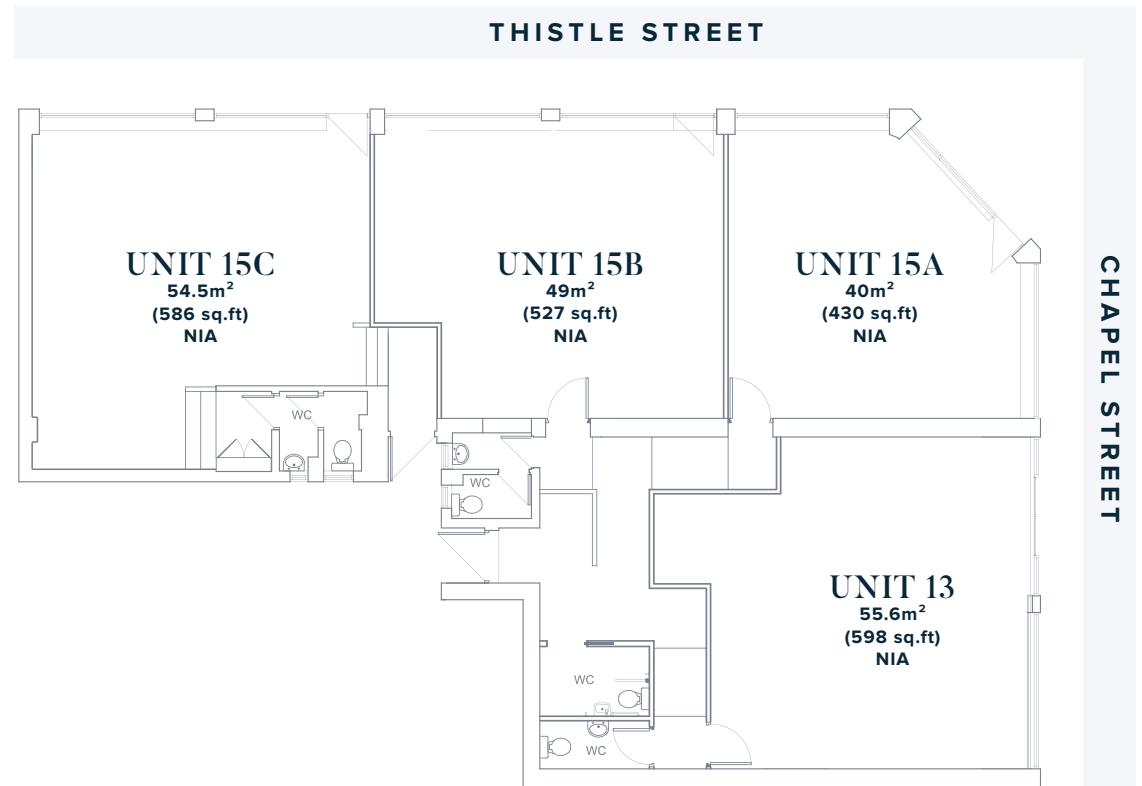 THISTLE STREET
CHAPEL STREET
UNIT 15C
54.5m²
(586 sq.ft)
NIA
UNIT 15B
49m²
(527 sq.ft)
NIA
UNIT 15A
40m²
(430 sq.ft)
NIA
WC
WC
UNIT 13
55.6m²
(598 sq.ft)
NIA
WC
WC